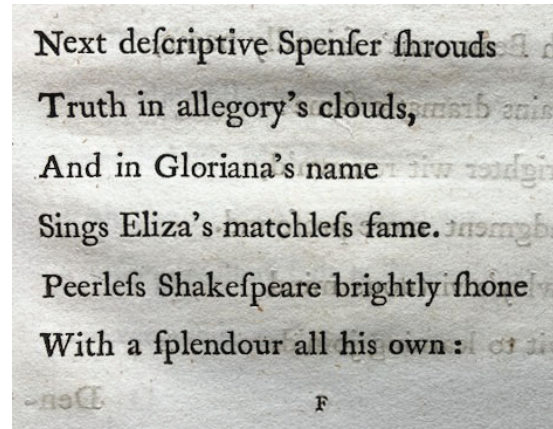 Next deſcriptive Spenſer ſhrouds
Truth in allegory’s clouds,
And in Gloriana’s name
Sings Eliza’s matchleſs fame.
Peerleſs Shakeſpeare brightly ſhone
With a ſplendour all his own :
F